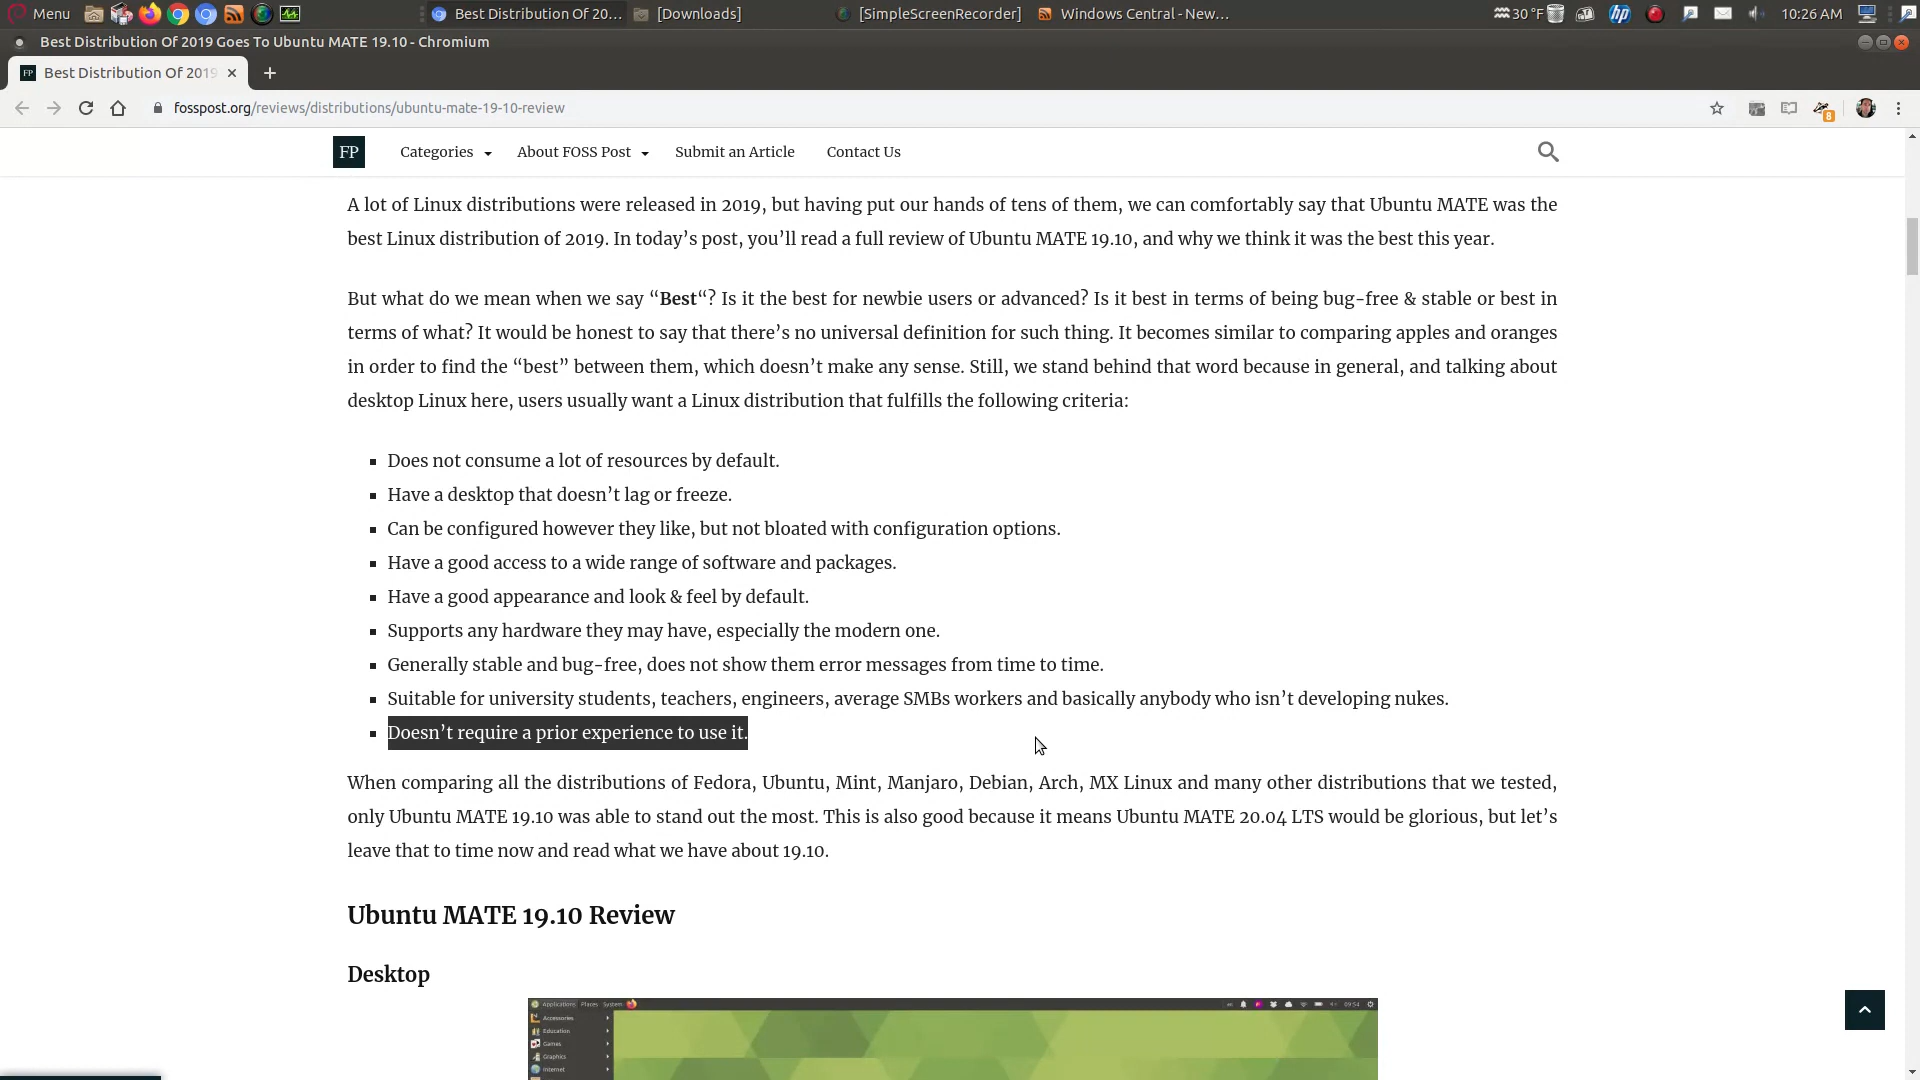 Menu
Best Distribution Of 20...
[Downloads]
[SimpleScreenRecorder]
Windows Central - New...
30 °F
10:26 AM
Best Distribution Of 2019 Goes To Ubuntu MATE 19.10 - Chromium
FP Best Distribution Of 2019
fosspost.org/reviews/distributions/ubuntu-mate-19-10-review
8
FP
Categories
About FOSS Post
Submit an Article
Contact Us
A lot of Linux distributions were released in 2019, but having put our hands of tens of them, we can comfortably say that Ubuntu MATE was the
best Linux distribution of 2019. In today’s post, you’ll read a full review of Ubuntu MATE 19.10, and why we think it was the best this year.
But what do we mean when we say “Best“? Is it the best for newbie users or advanced? Is it best in terms of being bug-free & stable or best in
terms of what? It would be honest to say that there’s no universal definition for such thing. It becomes similar to comparing apples and oranges
in order to find the “best” between them, which doesn’t make any sense. Still, we stand behind that word because in general, and talking about
desktop Linux here, users usually want a Linux distribution that fulfills the following criteria:
Does not consume a lot of resources by default.
Have a desktop that doesn’t lag or freeze.
Can be configured however they like, but not bloated with configuration options.
Have a good access to a wide range of software and packages.
Have a good appearance and look & feel by default.
Supports any hardware they may have, especially the modern one.
Generally stable and bug-free, does not show them error messages from time to time.
Suitable for university students, teachers, engineers, average SMBs workers and basically anybody who isn’t developing nukes.
Doesn’t require a prior experience to use it.
When comparing all the distributions of Fedora, Ubuntu, Mint, Manjaro, Debian, Arch, MX Linux and many other distributions that we tested,
only Ubuntu MATE 19.10 was able to stand out the most. This is also good because it means Ubuntu MATE 20.04 LTS would be glorious, but let’s
leave that to time now and read what we have about 19.10.
Ubuntu MATE 19.10 Review
Desktop
Applications Places System
09:54
Accessories
Education
Games
Graphics
Internet